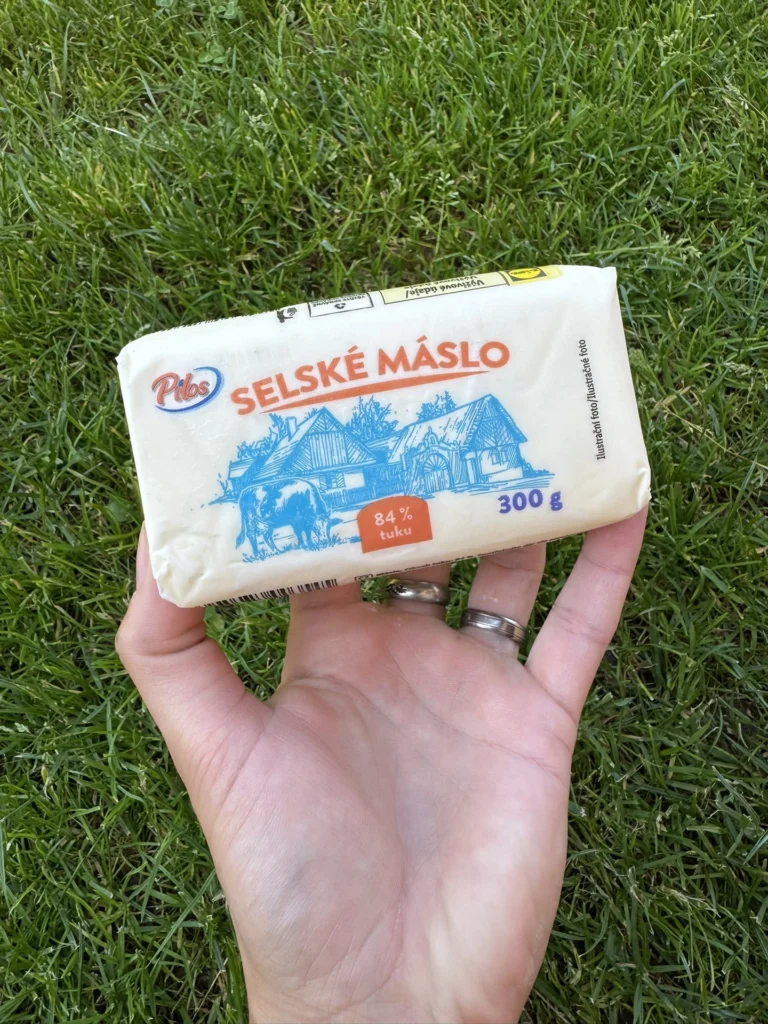 Výživové údaje/
Pilos
SELSKÉ MÁSLO
Ilustrační foto/Ilustračné foto
84 %
tuku
300 g